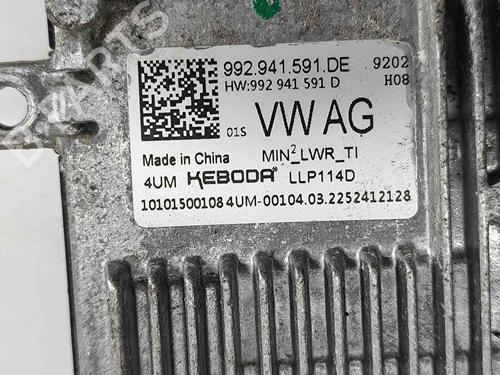 992.941.591.DE 9202
HW:992 941 591 D H08
01S VW AG
Made in China MIN²_LWR_TI
4UM KEBODA® LLP114D
10101500108 4UM-00104.03.2252412128
PARTS